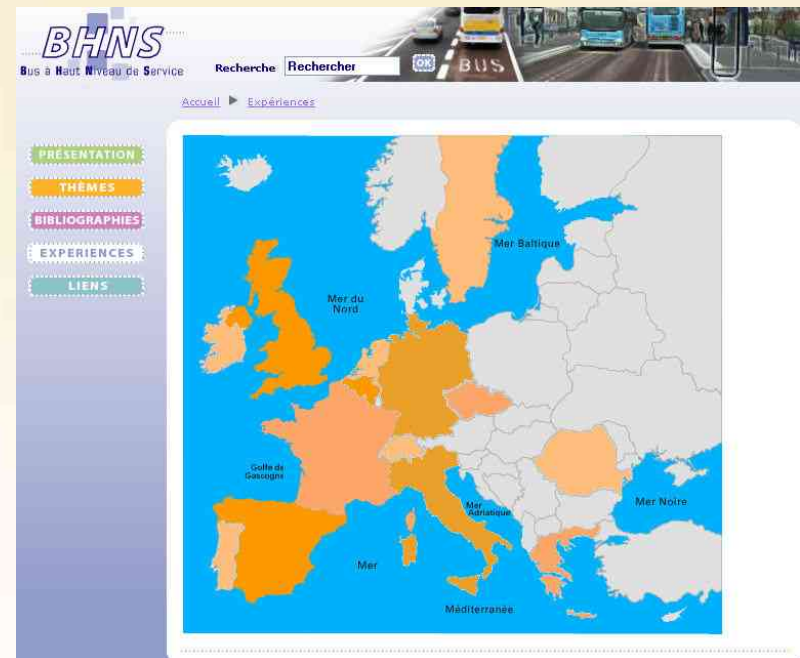 BHNS
Bus à Haut Niveau de Service
Recherche Rechercher OK
BUS
Accueil ▶ Expériences
PRÉSENTATION
THÈMES
BIBLIOGRAPHIES
EXPERIENCES
LIENS
Mer Baltique
Mer du
Nord
Golfe de
Gascogne
Mer Noire
Mer
Adriatique
Mer
Méditerranée